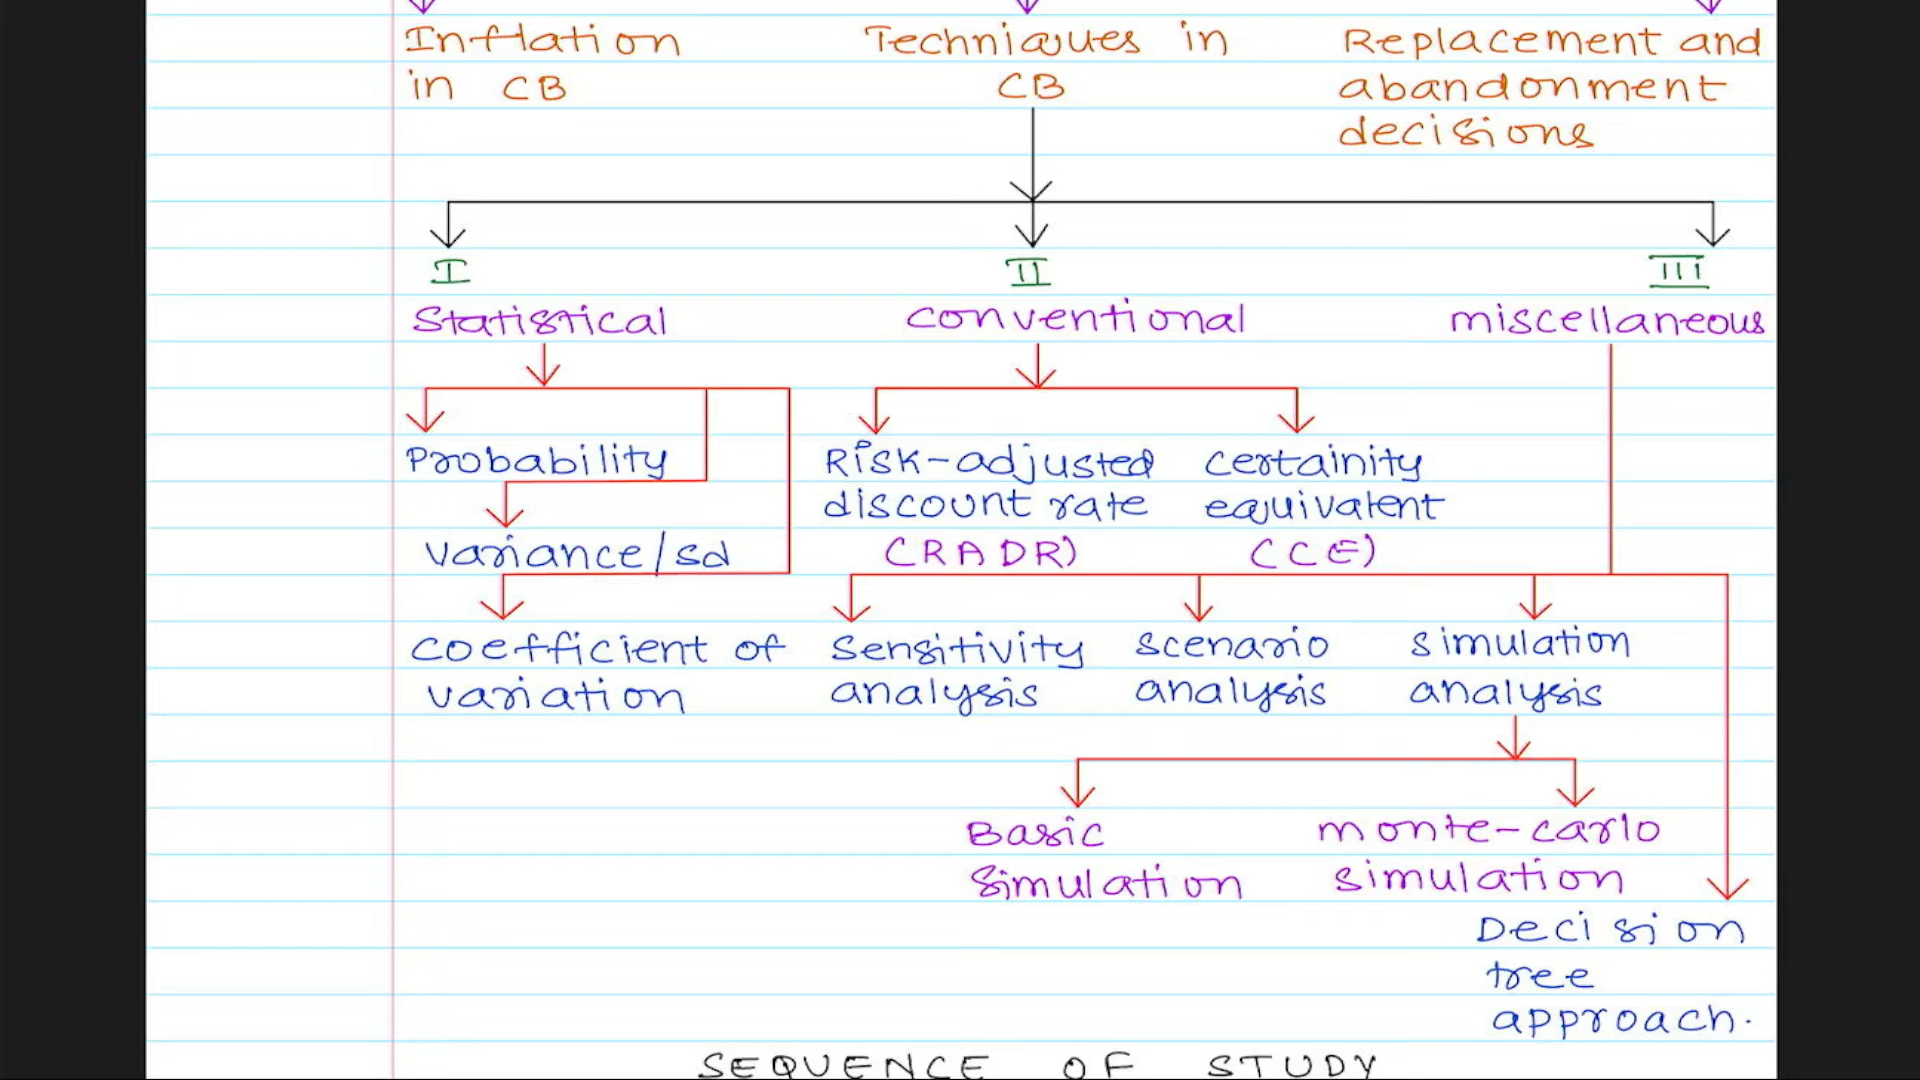 Inflation
in CB
Techniques in
CB
Replacement and
abandonment
decisions
I
Statistical
II
conventional
III
miscellaneous
Probability
variance/sd
coefficient of
variation
Risk-adjusted
discount rate
(RADR)
certainity
equivalent
(CE)
Sensitivity
analysis
scenario
analysis
simulation
analysis
Basic
simulation
monte-carlo
simulation
Decision
tree
approach.
SEQUENCE OF STUDY